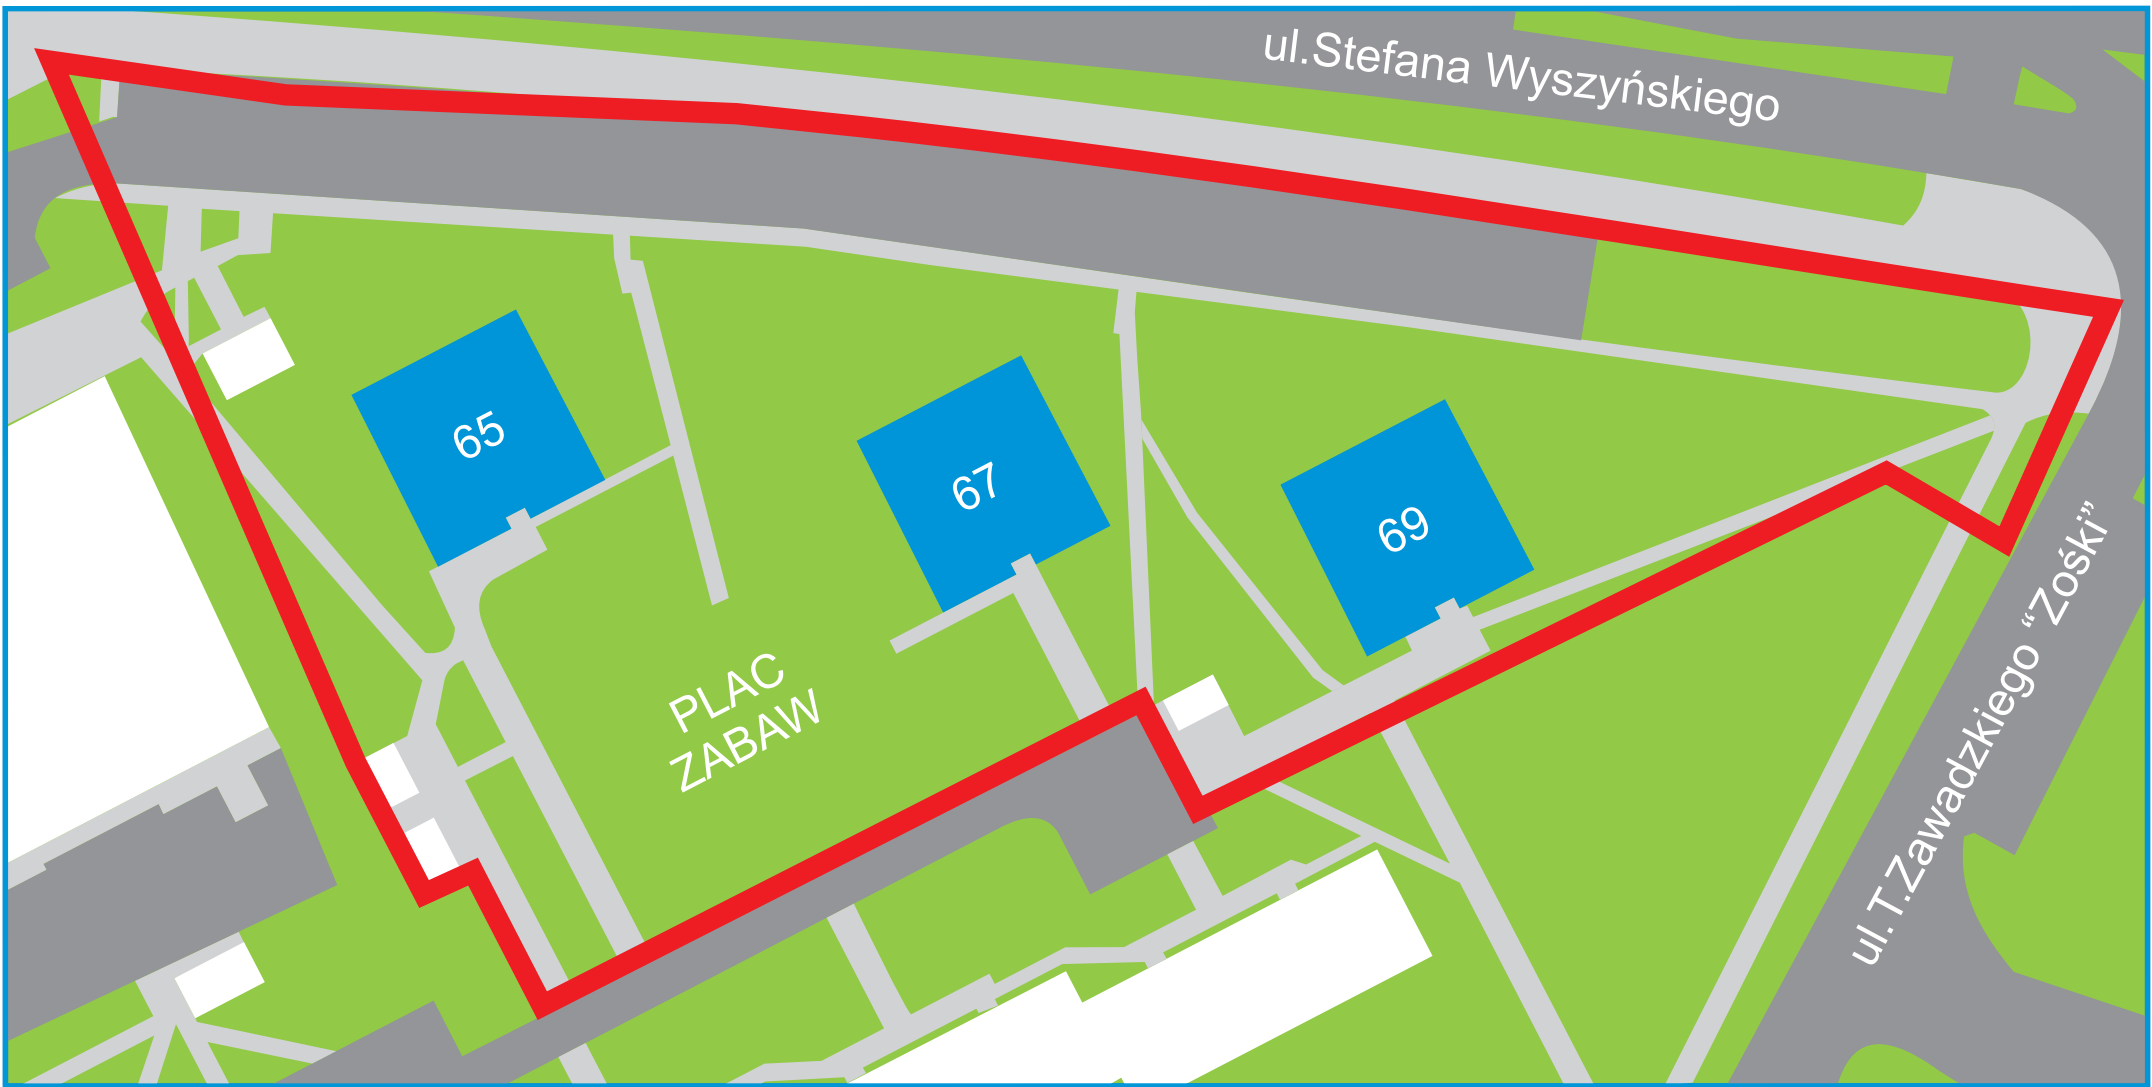 ul.Stefana Wyszyńskiego
65
67
69
PLAC
ZABAW
ul. T.Zawadzkiego “Zośki”